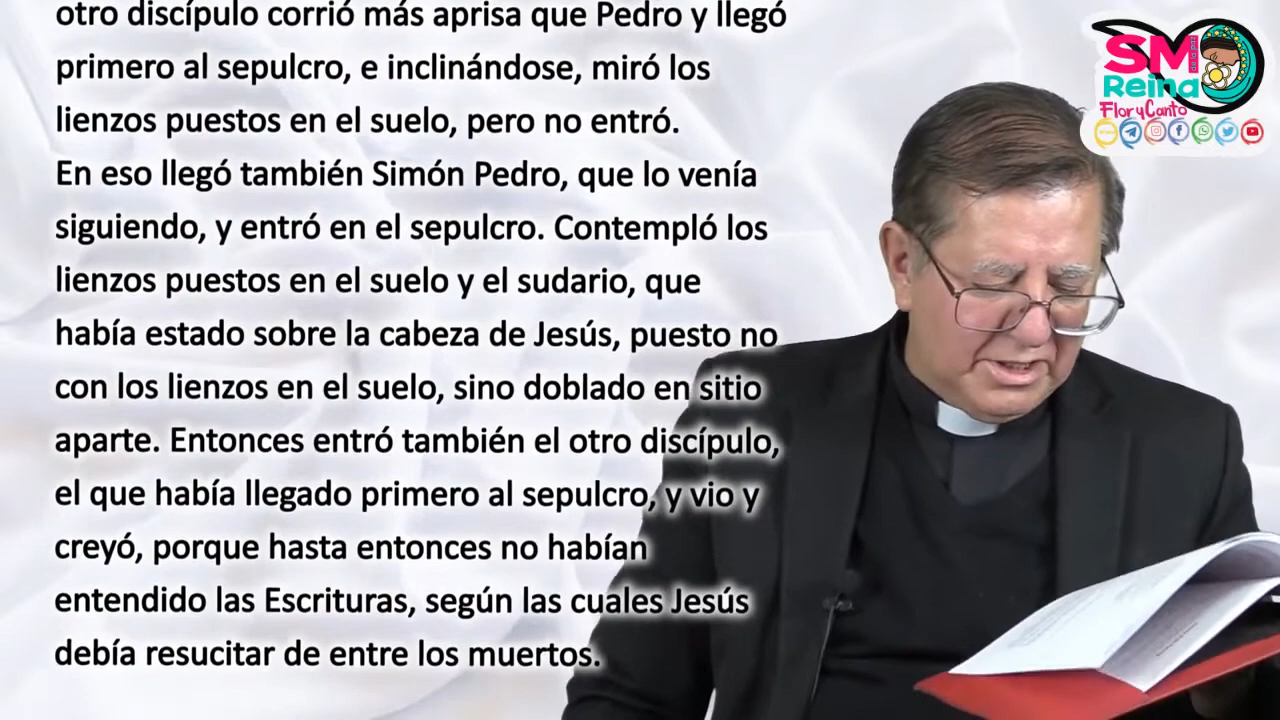 otro discípulo corrió más aprisa que Pedro y llegó
primero al sepulcro, e inclinándose, miró los
lienzos puestos en el suelo, pero no entró.
En eso llegó también Simón Pedro, que lo venía
siguiendo, y entró en el sepulcro. Contempló los
lienzos puestos en el suelo y el sudario, que
había estado sobre la cabeza de Jesús, puesto no
con los lienzos en el suelo, sino doblado en sitio
aparte. Entonces entró también el otro discípulo,
el que había llegado primero al sepulcro, y vio y
creyó, porque hasta entonces no habían
entendido las Escrituras, según las cuales Jesús
debía resucitar de entre los muertos.
SM
de la paz
Reina
Flor y Canto